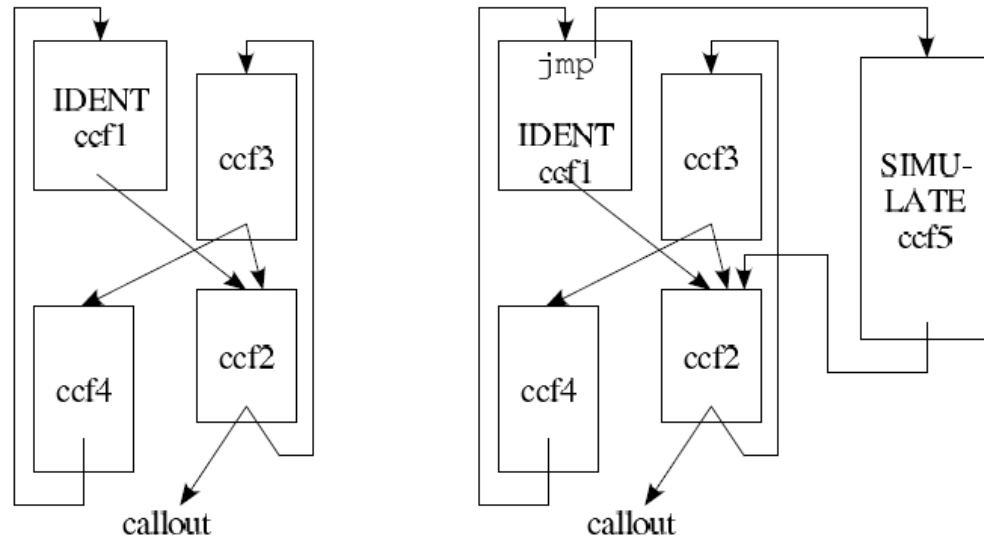 IDENT
ccf1
ccf3
ccf4
ccf2
callout
jmp
IDENT
ccf1
ccf3
SIMU-
LATE
ccf5
ccf4
ccf2
callout